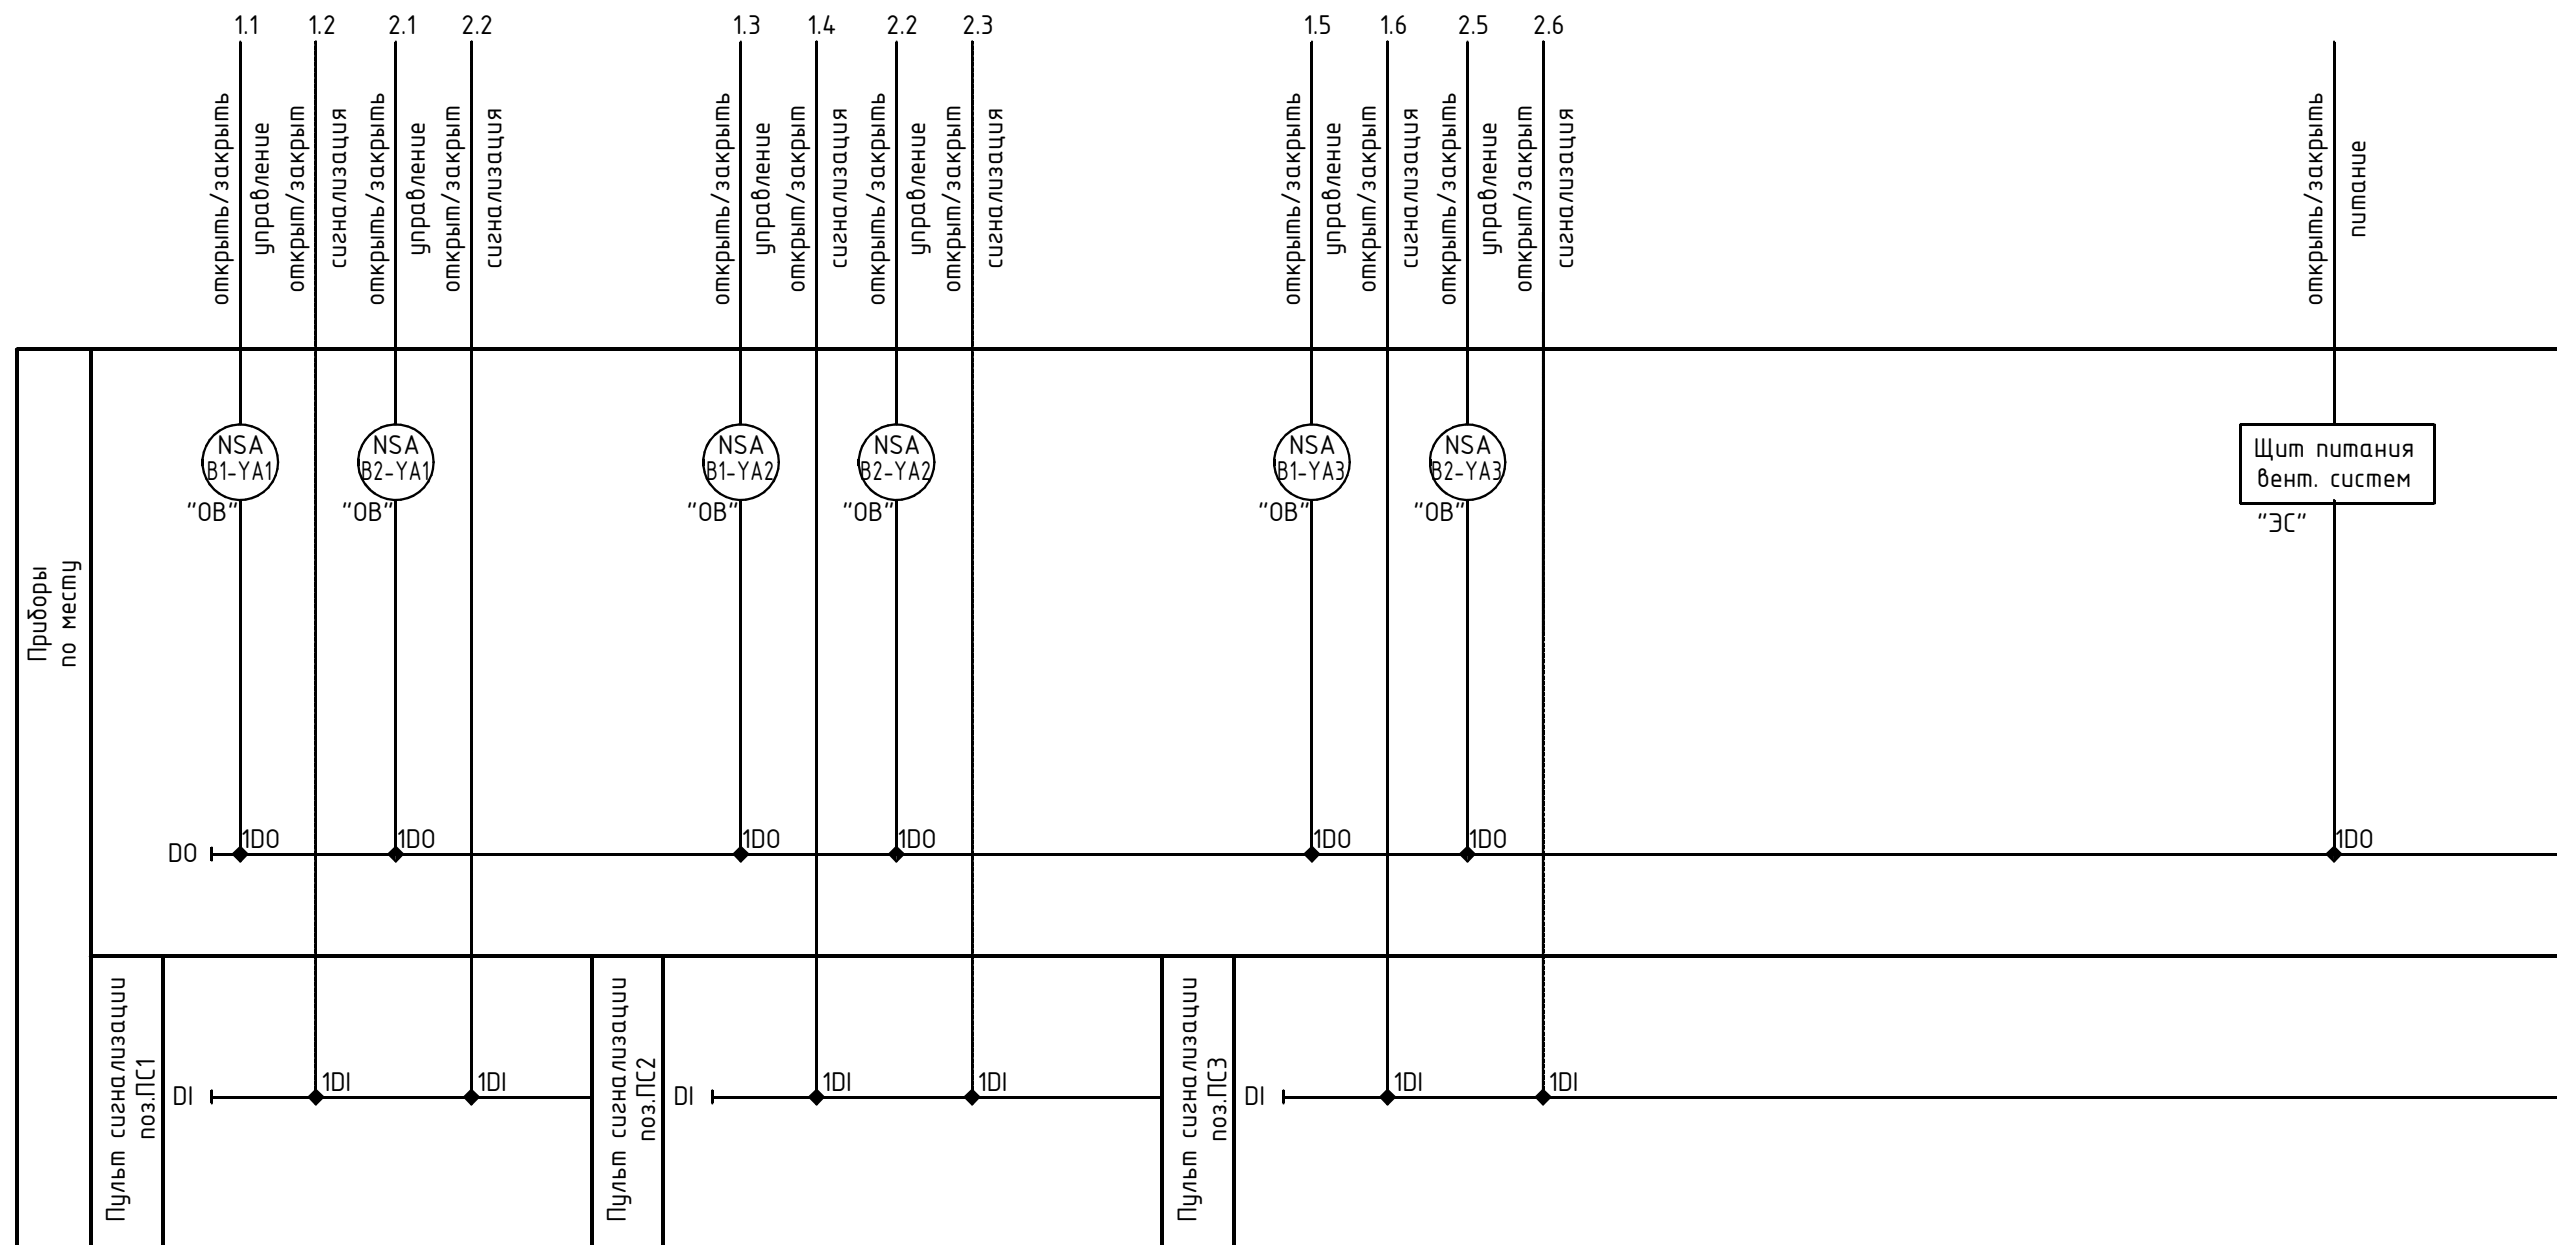 1.1
1.2
2.1
2.2
1.3
1.4
2.2
2.3
1.5
1.6
2.5
2.6
открыть/закрыть
управление
открыт/закрыт
сигнализация
открыть/закрыть
управление
открыт/закрыт
сигнализация
открыть/закрыть
управление
открыт/закрыт
сигнализация
открыть/закрыть
управление
открыт/закрыт
сигнализация
открыть/закрыть
управление
открыт/закрыт
сигнализация
открыть/закрыть
управление
открыт/закрыт
сигнализация
открыть/закрыть
питание
Приборы
по месту
NSA
В1-YA1
"ОВ"
NSA
В2-YA1
"ОВ"
NSA
В1-YA2
"ОВ"
NSA
В2-YA2
"ОВ"
NSA
В1-YA3
"ОВ"
NSA
В2-YA3
"ОВ"
Щит питания
вент. систем
"ЭС"
DO
1DO
1DO
1DO
1DO
1DO
1DO
1DO
Пульт сигнализации
поз.ПС1
DI
1DI
1DI
Пульт сигнализации
поз.ПС2
DI
1DI
1DI
Пульт сигнализации
поз.ПС3
DI
1DI
1DI